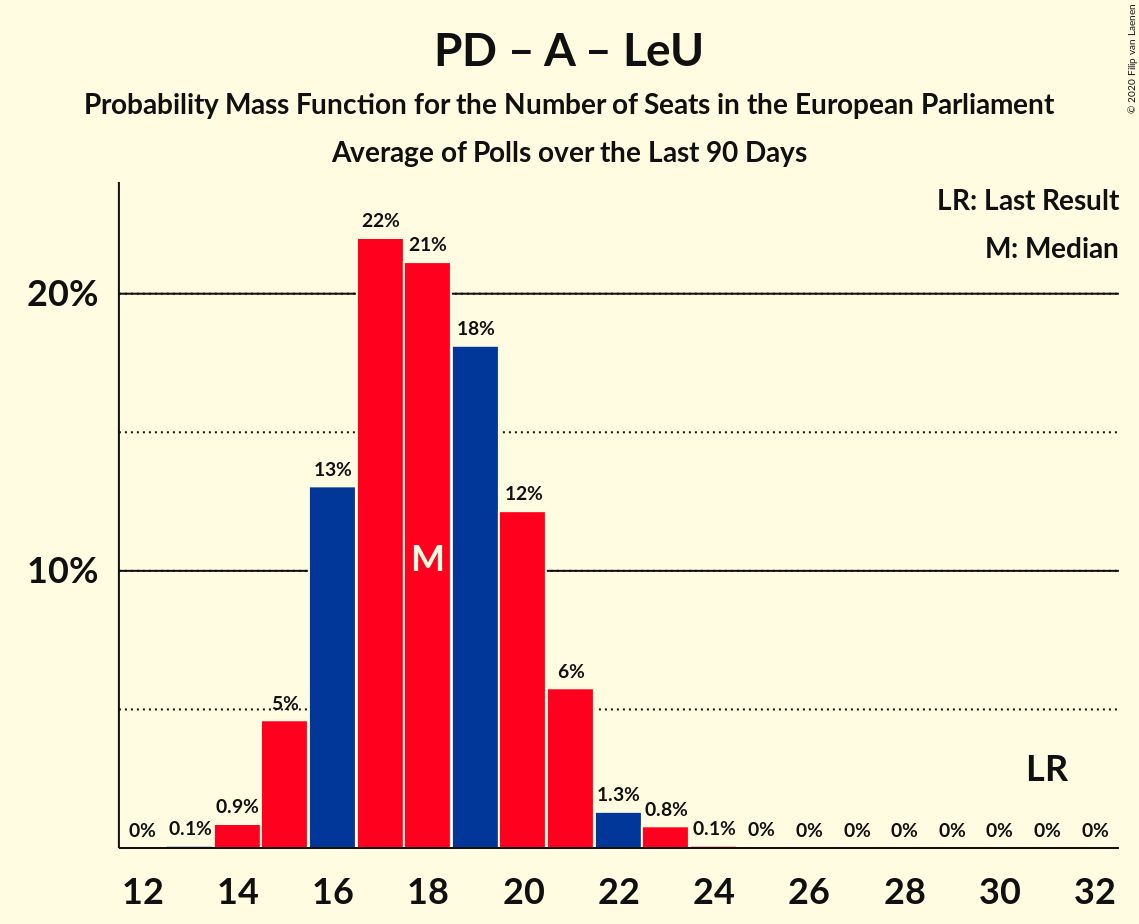 PD – A – LeU
Probability Mass Function for the Number of Seats in the European Parliament
Average of Polls over the Last 90 Days
© 2020 Filip van Laenen
LR: Last Result
M: Median
20%
10%
0%
0.1%
0.9%
5%
13%
22%
21%
18%
12%
6%
1.3%
0.8%
0.1%
0%
0%
0%
0%
0%
0%
0%
0%
M
LR
12 14 16 18 20 22 24 26 28 30 32